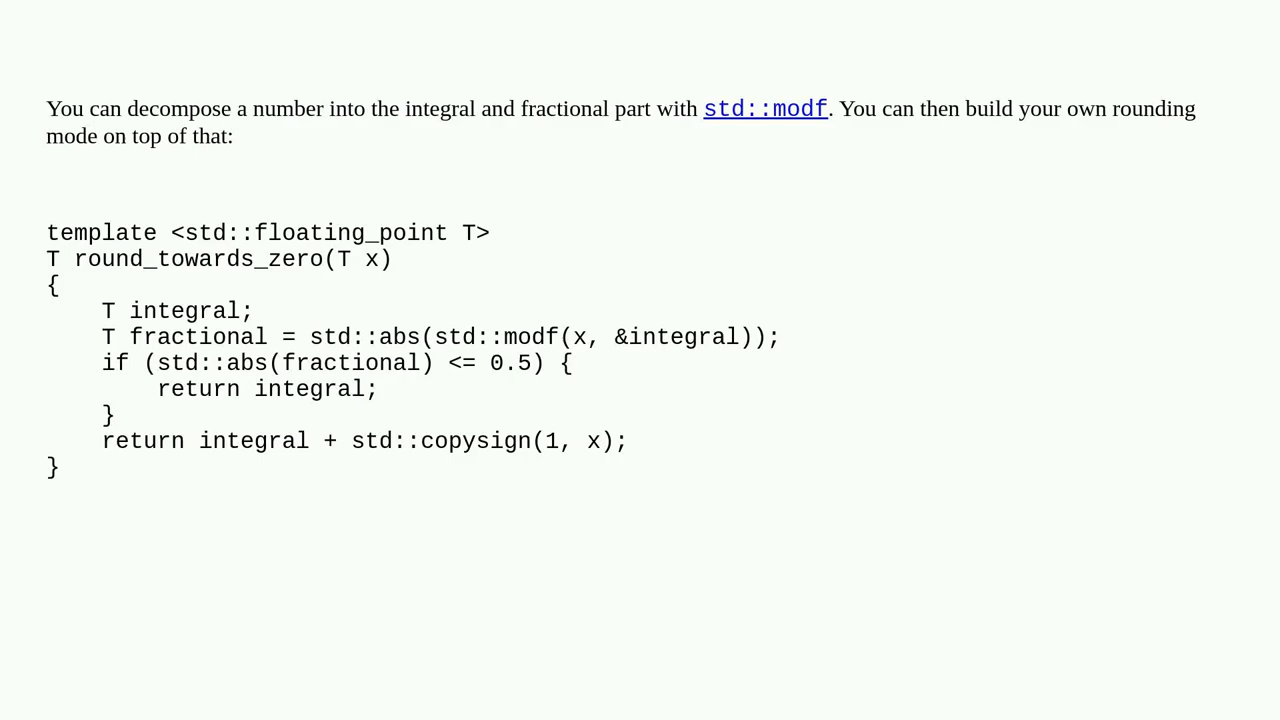 You can decompose a number into the integral and fractional part with std::modf. You can then build your own rounding
mode on top of that:
template <std::floating_point T>
T round_towards_zero(T x)
{
    T integral;
    T fractional = std::abs(std::modf(x, &integral));
    if (std::abs(fractional) <= 0.5) {
        return integral;
    }
    return integral + std::copysign(1, x);
}